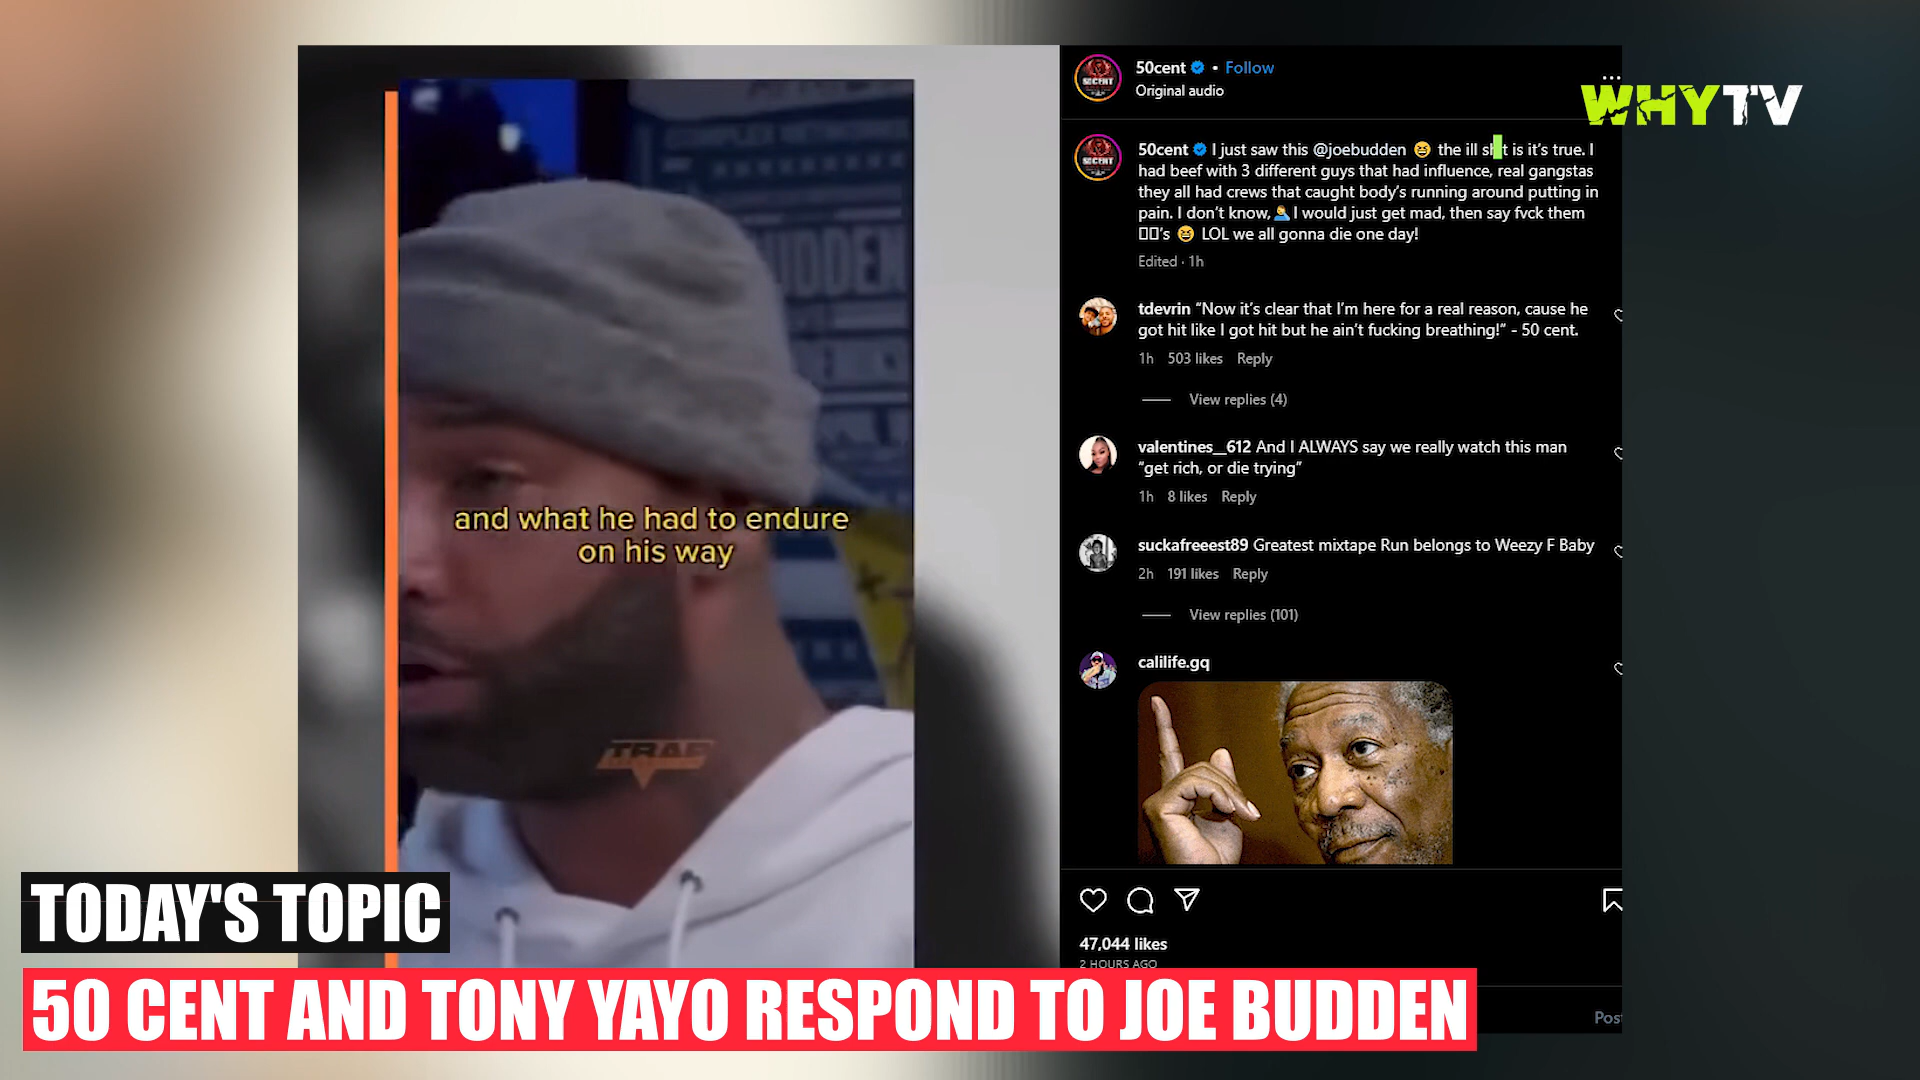 50cent • Follow
Original audio
...
WHYTV
50cent I just saw this @joebudden 😆 the ill sh t is it's true. I
had beef with 3 different guys that had influence, real gangstas
they all had crews that caught body's running around putting in
pain. I don't know, 🤦‍♂️ I would just get mad, then say fvck them
▯▯'s 😆 LOL we all gonna die one day!
Edited · 1h
tdevrin “Now it's clear that I'm here for a real reason, cause he
got hit like I got hit but he ain't fucking breathing!” - 50 cent.
1h 503 likes Reply
View replies (4)
valentines__612 And I ALWAYS say we really watch this man
“get rich, or die trying”
1h 8 likes Reply
suckafreeest89 Greatest mixtape Run belongs to Weezy F Baby
2h 191 likes Reply
View replies (101)
calilife.gq
47,044 likes
2 HOURS AGO
Post
COMPLEX NETWORKS
BUDDEN
and what he had to endure
on his way
TRAP
TODAY'S TOPIC
50 CENT AND TONY YAYO RESPOND TO JOE BUDDEN